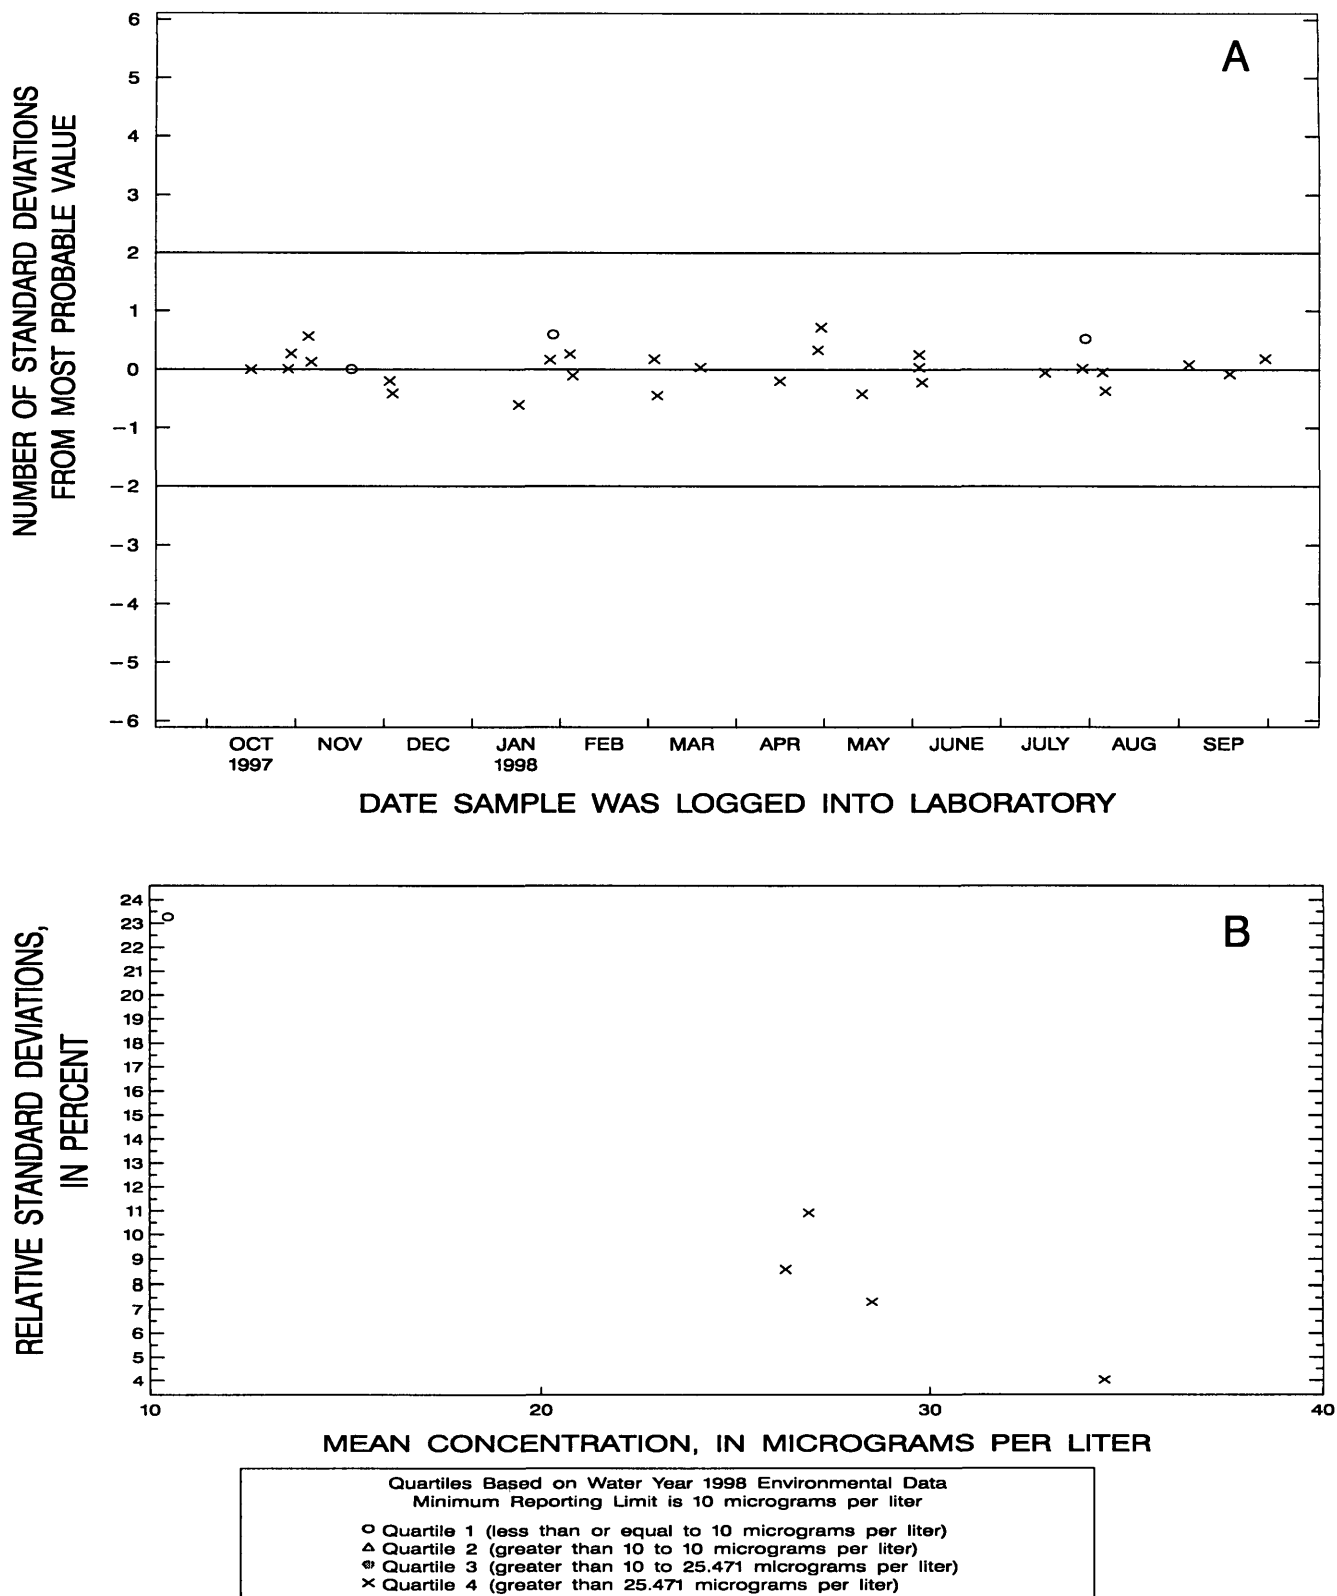 A
NUMBER OF STANDARD DEVIATIONS
FROM MOST PROBABLE VALUE
6
5
4
3
2
1
0
−1
−2
−3
−4
−5
−6
OCT NOV DEC JAN FEB MAR APR MAY JUNE JULY AUG SEP
1997 1998
DATE SAMPLE WAS LOGGED INTO LABORATORY
B
RELATIVE STANDARD DEVIATIONS,
IN PERCENT
24
23
22
21
20
19
18
17
16
15
14
13
12
11
10
9
8
7
6
5
4
10 20 30 40
MEAN CONCENTRATION, IN MICROGRAMS PER LITER
Quartiles Based on Water Year 1998 Environmental Data
Minimum Reporting Limit is 10 micrograms per liter
Quartile 1 (less than or equal to 10 micrograms per liter)
Quartile 2 (greater than 10 to 10 micrograms per liter)
Quartile 3 (greater than 10 to 25.471 micrograms per liter)
Quartile 4 (greater than 25.471 micrograms per liter)